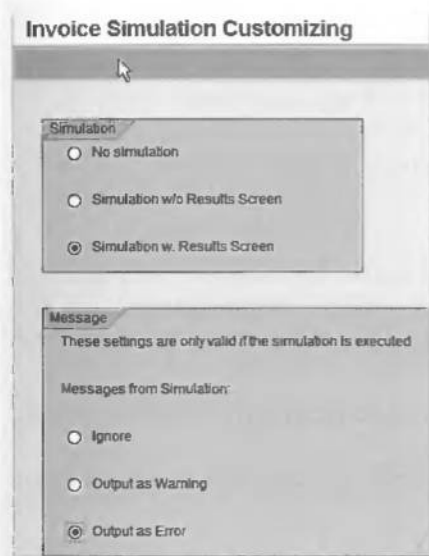 Invoice Simulation Customizing
Simulation
No simulation
Simulation w/o Results Screen
Simulation w. Results Screen
Message
These settings are only valid if the simulation is executed
Messages from Simulation:
Ignore
Output as Warning
Output as Error